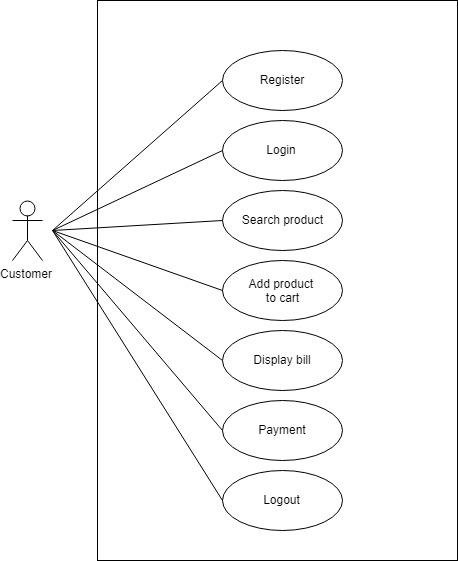 Register
Login
Search product
Customer
Add product
to cart
Display bill
Payment
Logout